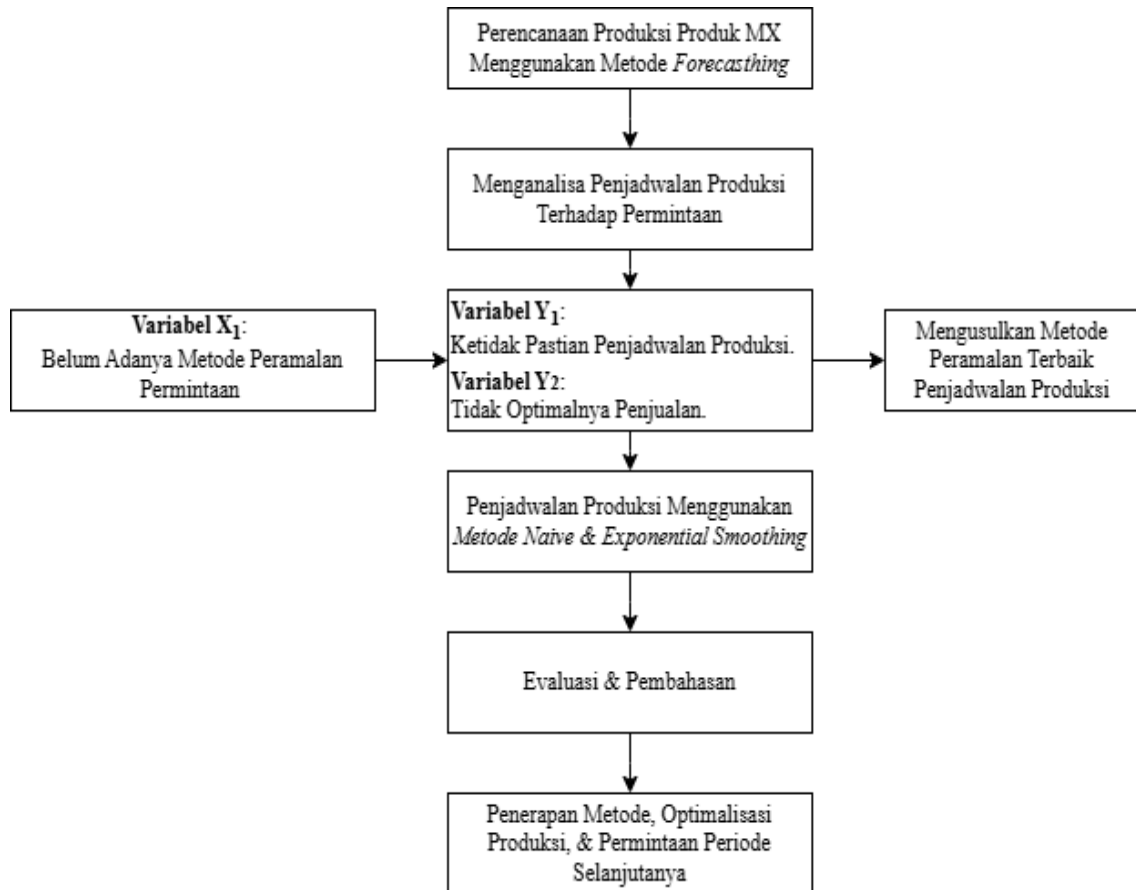 Perencanaan Produksi Produk MX
Menggunakan Metode Forecasthing
Menganalisa Penjadwalan Produksi
Terhadap Permintaan
Variabel X1:
Belum Adanya Metode Peramalan
Permintaan
Variabel Y1:
Ketidak Pastian Penjadwalan Produksi.
Variabel Y2:
Tidak Optimalnya Penjualan.
Mengusulkan Metode
Peramalan Terbaik
Penjadwalan Produksi
Penjadwalan Produksi Menggunakan
Metode Naive & Exponential Smoothing
Evaluasi & Pembahasan
Penerapan Metode, Optimalisasi
Produksi, & Permintaan Periode
Selanjutanya